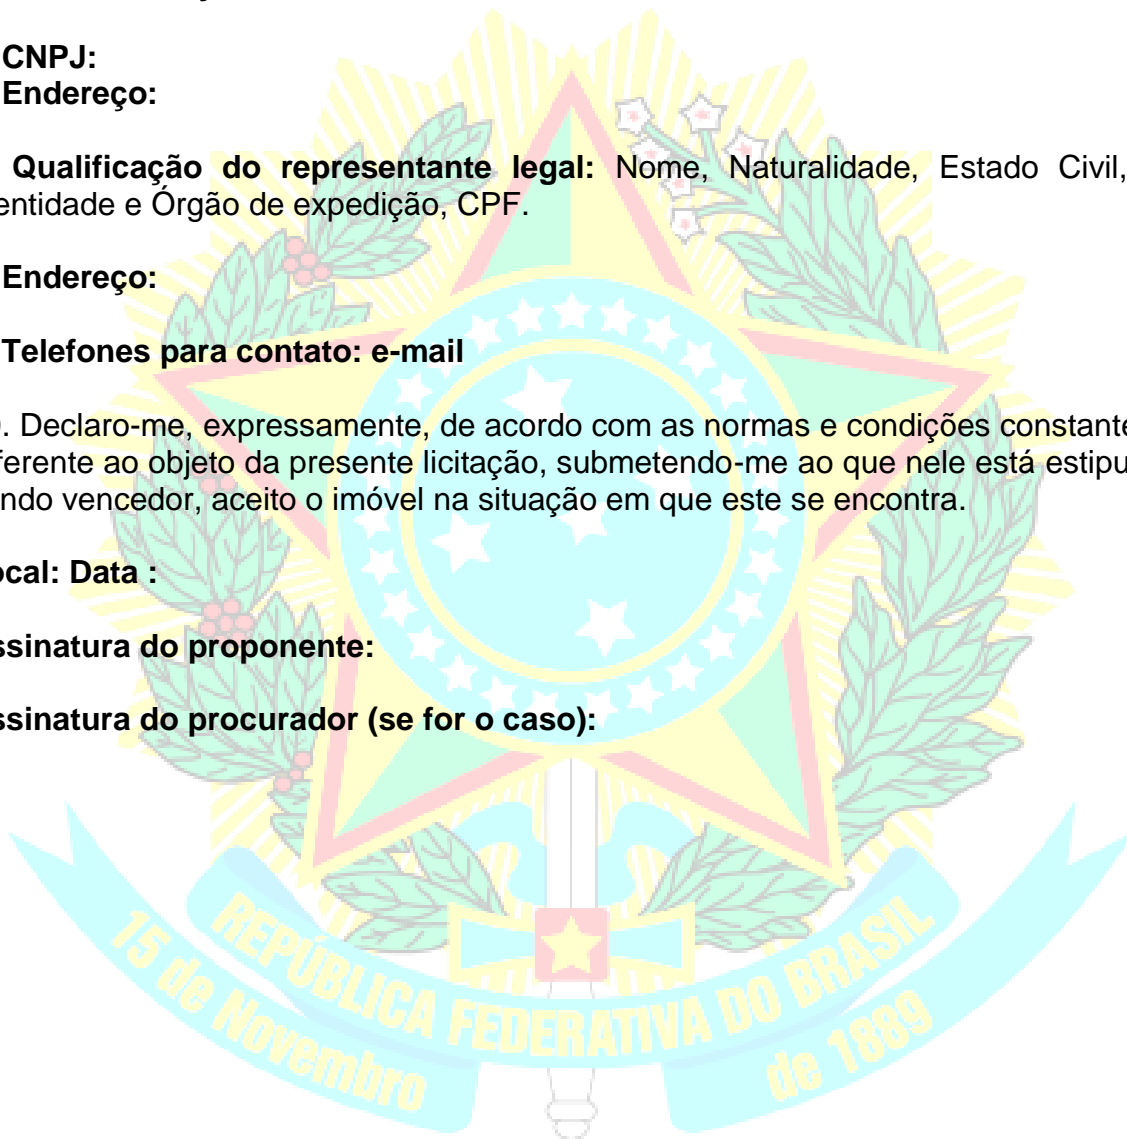 CNPJ:
Endereço:
Qualificação do representante legal: Nome, Naturalidade, Estado Civil,
entidade e Órgão de expedição, CPF.
Endereço:
Telefones para contato: e-mail
. Declaro-me, expressamente, de acordo com as normas e condições constante
ferente ao objeto da presente licitação, submetendo-me ao que nele está estipu
ndo vencedor, aceito o imóvel na situação em que este se encontra.
ocal: Data :
ssinatura do proponente:
ssinatura do procurador (se for o caso):
REPÚBLICA FEDERATIVA DO BRASIL
15 de Novembro de 1889